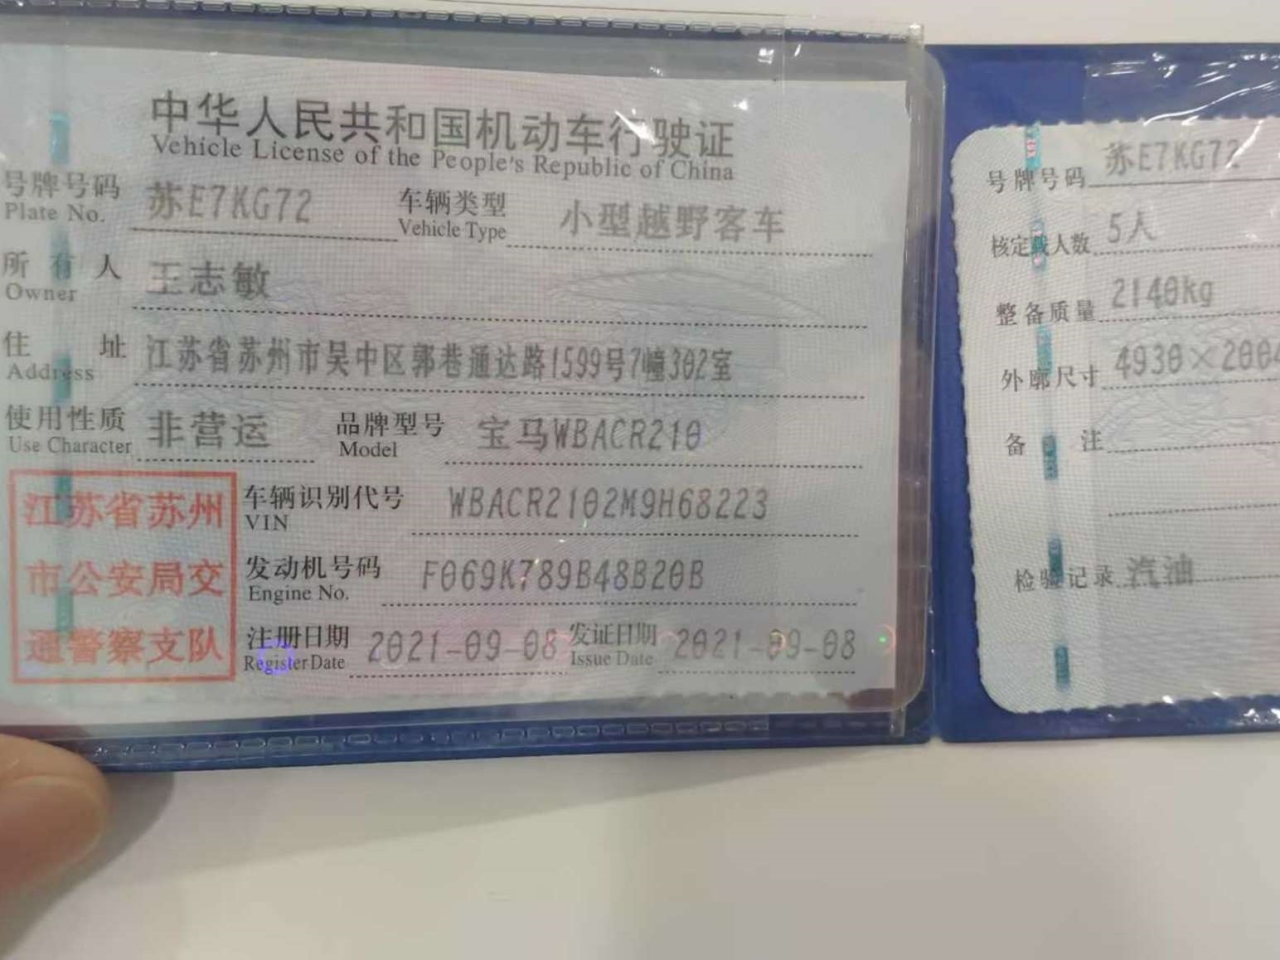 中华人民共和国机动车行驶证
Vehicle License of the People's Republic of China
号牌号码 苏E7KG72 车辆类型 小型越野客车
Plate No. Vehicle Type
所有人 王志敏
Owner
住址 江苏省苏州市吴中区郭巷通达路1599号7幢302室
Address
使用性质 非营运 品牌型号 宝马WBACR210
Use Character Model
江苏省苏州
市公安局交
通警察支队
车辆识别代号 WBACR2102M9H68223
VIN
发动机号码 F069K789B48B20B
Engine No.
注册日期 2021-09-08 发证日期 2021-09-08
Register Date Issue Date
号牌号码 苏E7KG72
核定载人数 5人
整备质量 2140kg
外廓尺寸 4930×200
备注
检验记录 汽油